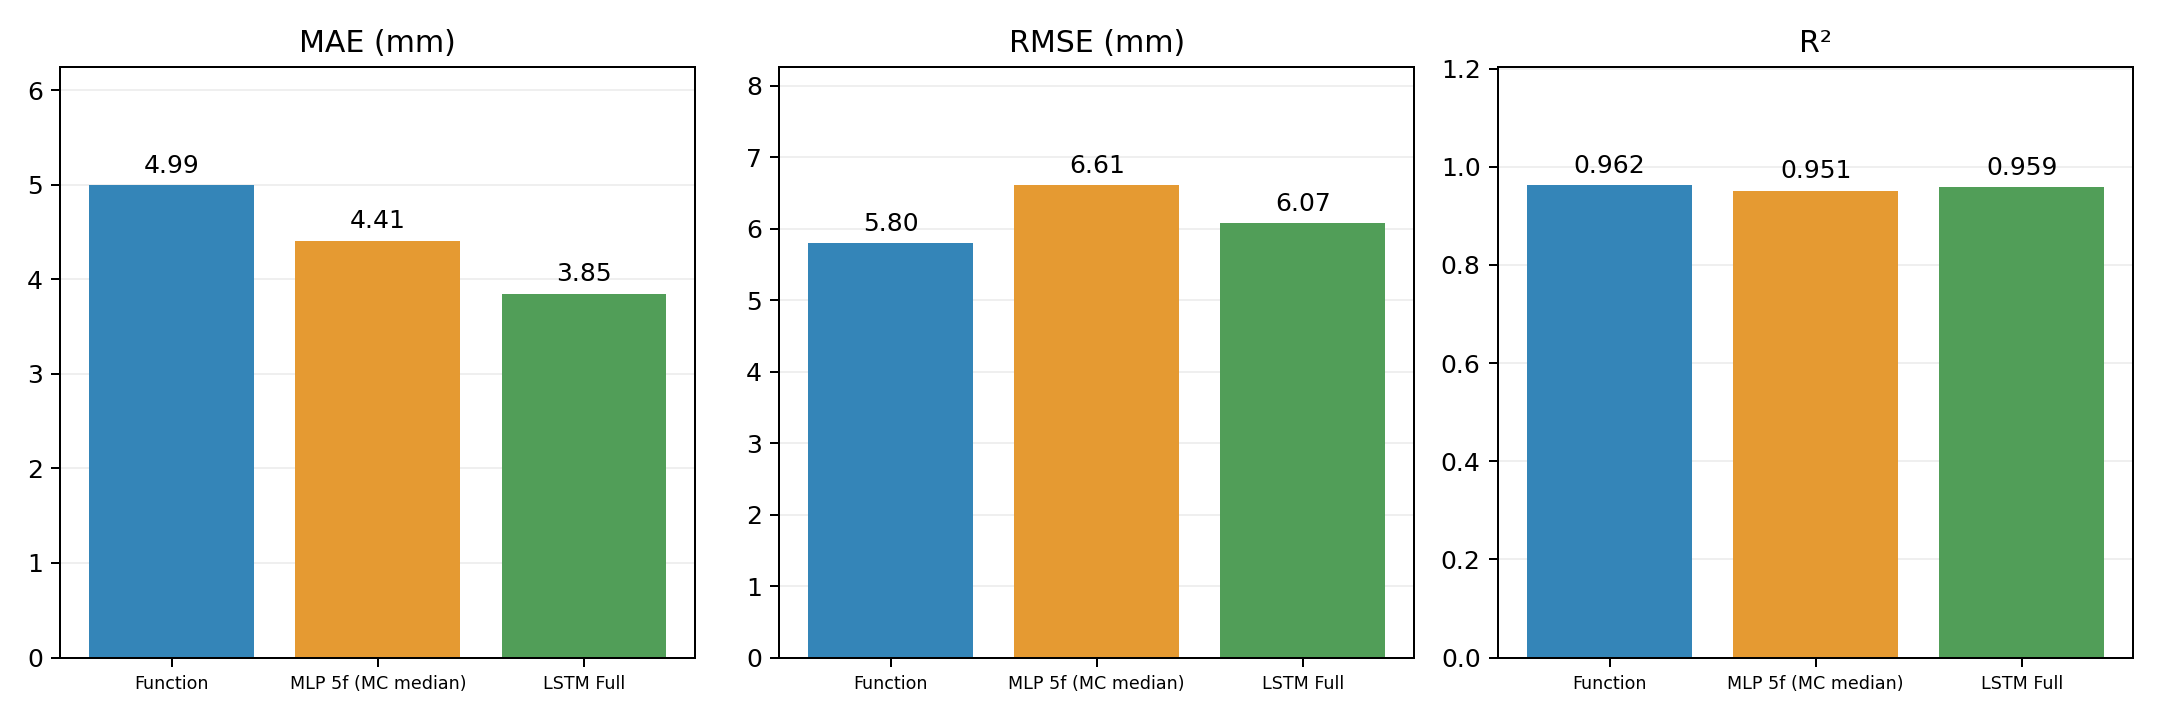 MAE (mm)
6
5
4
3
2
1
0
4.99
4.41
3.85
Function
MLP 5f (MC median)
LSTM Full
RMSE (mm)
8
7
6
5
4
3
2
1
0
5.80
6.61
6.07
Function
MLP 5f (MC median)
LSTM Full
R²
1.2
1.0
0.8
0.6
0.4
0.2
0.0
0.962
0.951
0.959
Function
MLP 5f (MC median)
LSTM Full